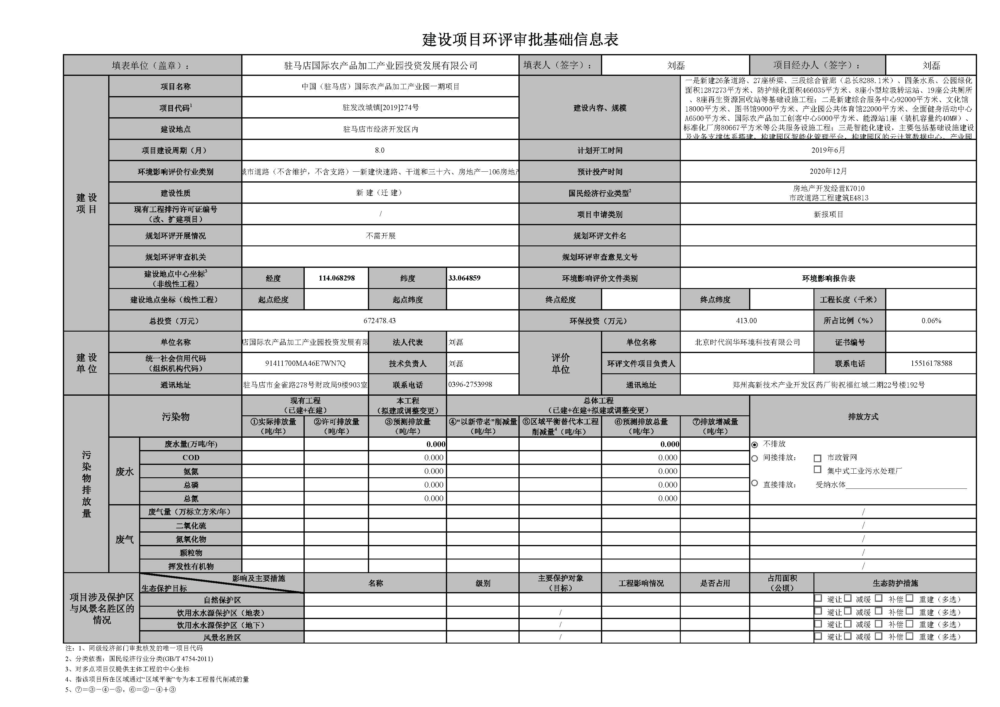 建设项目环评审批基础信息表
填表单位（盖章）： 驻马店国际农产品加工产业园投资发展有限公司 填表人（签字）： 刘磊 项目经办人（签字）： 刘磊
建设项目
项目名称 中国（驻马店）国际农产品加工产业园一期项目
项目代码1 驻发改城镇[2019]274号
建设地点 驻马店市经济开发区内
建设内容、规模
一是新建26条道路、27座桥梁、三段综合管廊（总长8288.1米）、四条水系、公园绿化
面积1287273平方米、防护绿化面积466035平方米、8座小型垃圾转运站、19座公共厕所
、8座再生资源回收站等基础设施工程；二是新建综合服务中心92000平方米、文化馆
18000平方米、图书馆9000平方米、产业园公共体育馆22000平方米、全面健身活动中心
A6500平方米、国际农产品加工创客中心5000平方米、能源站1座（装机容量约40MW）、
标准化厂房80667平方米等公共服务设施工程；三是智能化建设，主要包括基础设施建设
及业务支撑体系搭建，构建园区智能化管理平台，构建园区的云计算数据中心、产业园
项目建设周期（月） 8.0 计划开工时间 2019年6月
环境影响评价行业类别 城市道路（不含维护，不含支路）—新建快速路、干道和三十六、房地产—106房地产 预计投产时间 2020年12月
建设性质 新 建（迁 建） 国民经济行业类型2 房地产开发经营K7010
市政道路工程建筑E4813
现有工程排污许可证编号
（改、扩建项目） / 项目申请类别 新报项目
规划环评开展情况 不需开展 规划环评文件名
规划环评审查机关 规划环评审查意见文号
建设地点中心坐标3
（非线性工程） 经度 114.068298 纬度 33.064859 环境影响评价文件类别 环境影响报告表
建设地点坐标（线性工程） 起点经度 起点纬度 终点经度 终点纬度 工程长度（千米）
总投资（万元） 672478.43 环保投资（万元） 413.00 所占比例（%） 0.06%
建设单位
单位名称 店国际农产品加工产业园投资发展有限 法人代表 刘磊
评价单位
单位名称 北京时代润华环境科技有限公司 证书编号
统一社会信用代码
（组织机构代码） 91411700MA46E7WN7Q 技术负责人 刘磊 环评文件项目负责人 联系电话 15516178588
通讯地址 驻马店市金雀路278号财政局9楼903室 联系电话 0396-2753998 通讯地址 郑州高新技术产业开发区药厂街祝福红城二期22号楼192号
污染物排放量
污染物
现有工程
（已建+在建）
本工程
（拟建或调整变更）
总体工程
（已建+在建+拟建或调整变更）
排放方式
①实际排放量
（吨/年）
②许可排放量
（吨/年）
③预测排放量
（吨/年）
④“以新带老”削减量
（吨/年）
⑤区域平衡替代本工程
削减量4（吨/年）
⑥预测排放总量
（吨/年）
⑦排放增减量
（吨/年）
废水
废水量(万吨/年) 0.000 0.000 不排放
COD 0.000 0.000 间接排放： 市政管网
氨氮 0.000 0.000 集中式工业污水处理厂
总磷 0.000 0.000 直接排放： 受纳水体
总氮 0.000 0.000
废气
废气量（万标立方米/年） /
二氧化硫 /
氮氧化物 /
颗粒物 /
挥发性有机物 /
项目涉及保护区
与风景名胜区的
情况
影响及主要措施
生态保护目标
名称 级别 主要保护对象
（目标） 工程影响情况 是否占用 占用面积
（公顷） 生态防护措施
自然保护区 避让 减缓 补偿 重建（多选）
饮用水水源保护区（地表） / 避让 减缓 补偿 重建（多选）
饮用水水源保护区（地下） / 避让 减缓 补偿 重建（多选）
风景名胜区 / 避让 减缓 补偿 重建（多选）
注：1、同级经济部门审批核发的唯一项目代码
2、分类依据：国民经济行业分类(GB/T 4754-2011)
3、对多点项目仅提供主体工程的中心坐标
4、指该项目所在区域通过“区域平衡”专为本工程替代削减的量
5、⑦＝③－④－⑤，⑥＝②－④＋③